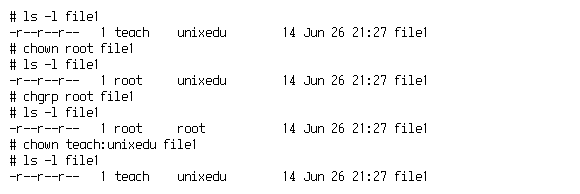 # ls -l file1
-r--r--r-- 1 teach unixedu 14 Jun 26 21:27 file1
# chown root file1
# ls -l file1
-r--r--r-- 1 root unixedu 14 Jun 26 21:27 file1
# chgrp root file1
# ls -l file1
-r--r--r-- 1 root root 14 Jun 26 21:27 file1
# chown teach:unixedu file1
# ls -l file1
-r--r--r-- 1 teach unixedu 14 Jun 26 21:27 file1